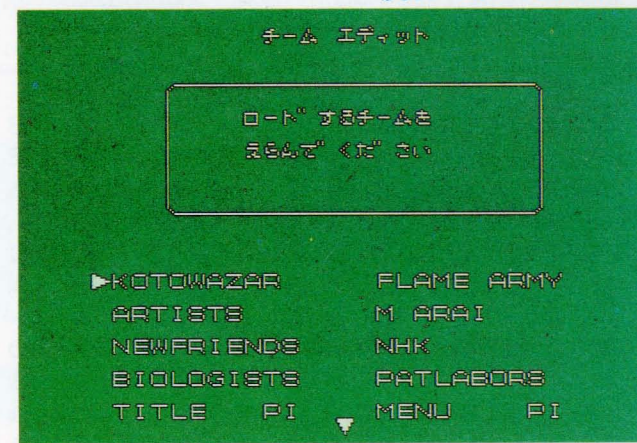 チーム エディット
ロードするチームを
えらんでください
KOTOWAZAR FLAME ARMY
ARTISTS M ARAI
NEWFRIENDS NHK
BIOLOGISTS PATLABORS
TITLE PI MENU PI